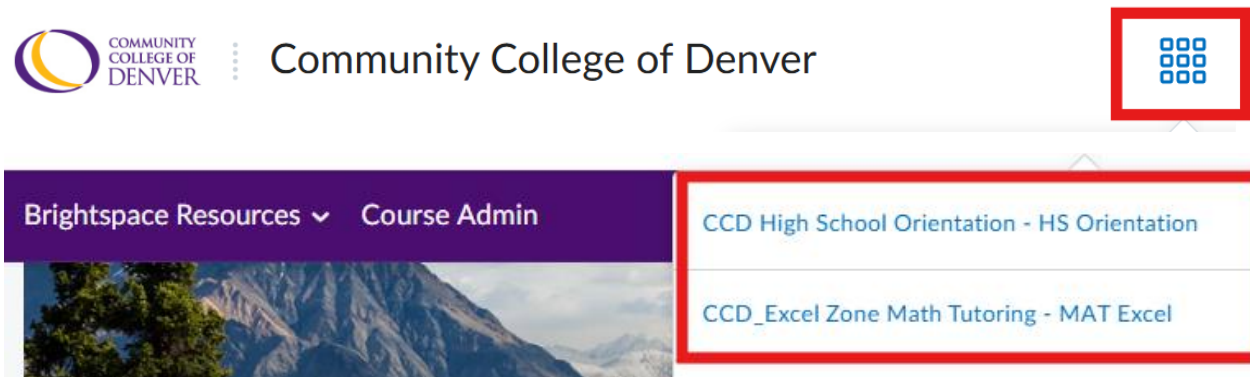 COMMUNITY
COLLEGE OF
DENVER
Community College of Denver
Brightspace Resources
Course Admin
CCD High School Orientation - HS Orientation
CCD_Excel Zone Math Tutoring - MAT Excel